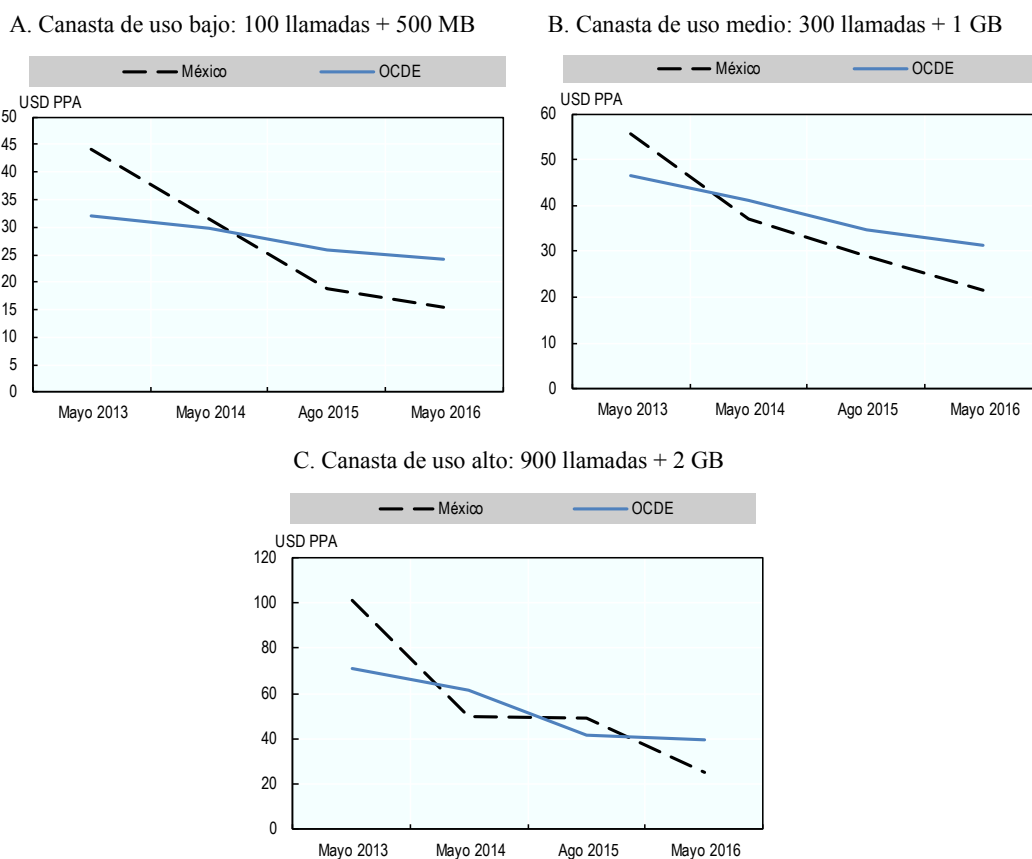 A. Canasta de uso bajo: 100 llamadas + 500 MB
México OCDE
USD PPA
50
45
40
35
30
25
20
15
10
5
0
Mayo 2013 Mayo 2014 Ago 2015 Mayo 2016
B. Canasta de uso medio: 300 llamadas + 1 GB
México OCDE
USD PPA
60
50
40
30
20
10
0
Mayo 2013 Mayo 2014 Ago 2015 Mayo 2016
C. Canasta de uso alto: 900 llamadas + 2 GB
México OCDE
USD PPA
120
100
80
60
40
20
0
Mayo 2013 Mayo 2014 Ago 2015 Mayo 2016